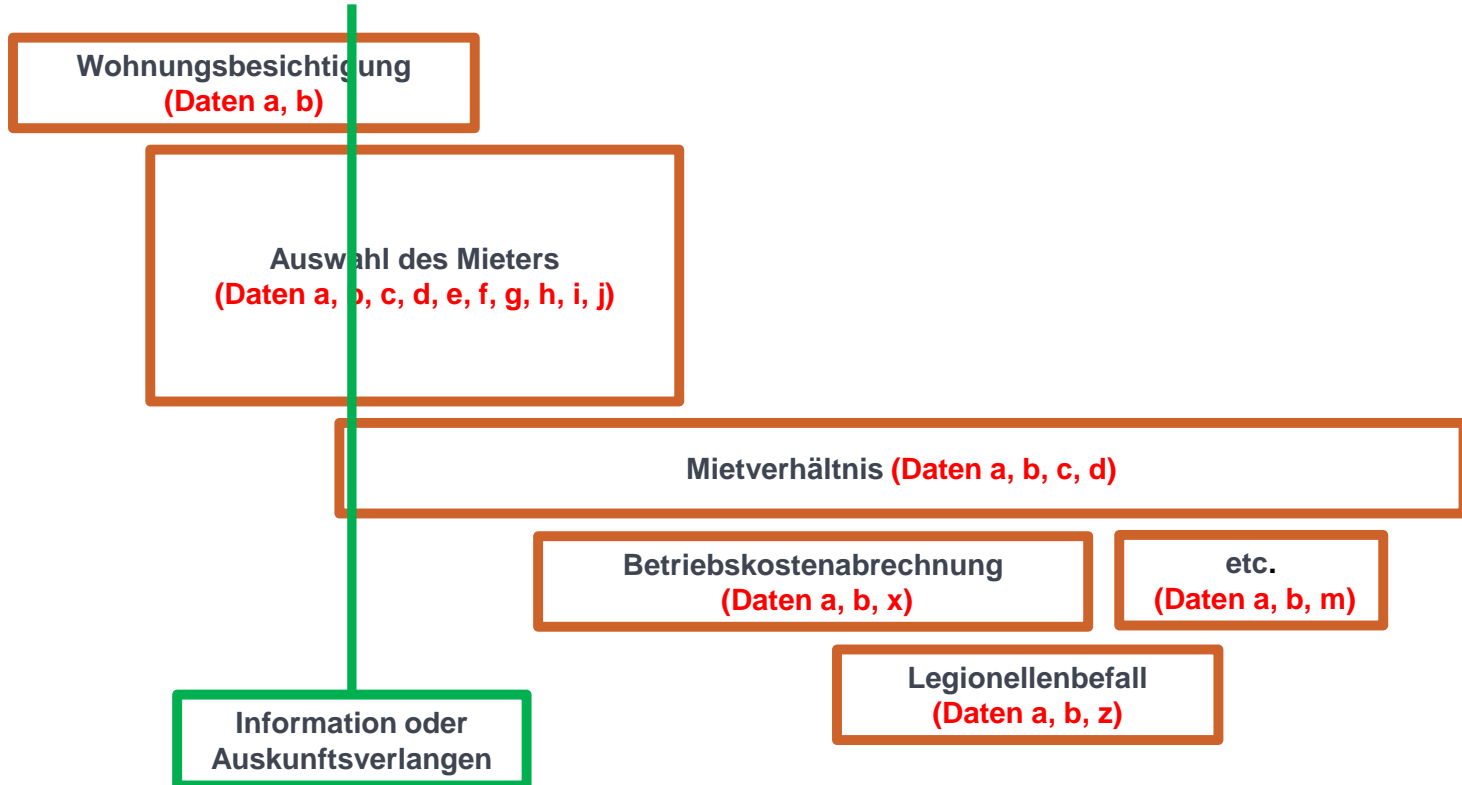 Wohnungsbesichtigung
(Daten a, b)
Auswahl des Mieters
(Daten a, b, c, d, e, f, g, h, i, j)
Mietverhältnis (Daten a, b, c, d)
Betriebskostenabrechnung
(Daten a, b, x)
etc.
(Daten a, b, m)
Legionellenbefall
(Daten a, b, z)
Information oder
Auskunftsverlangen